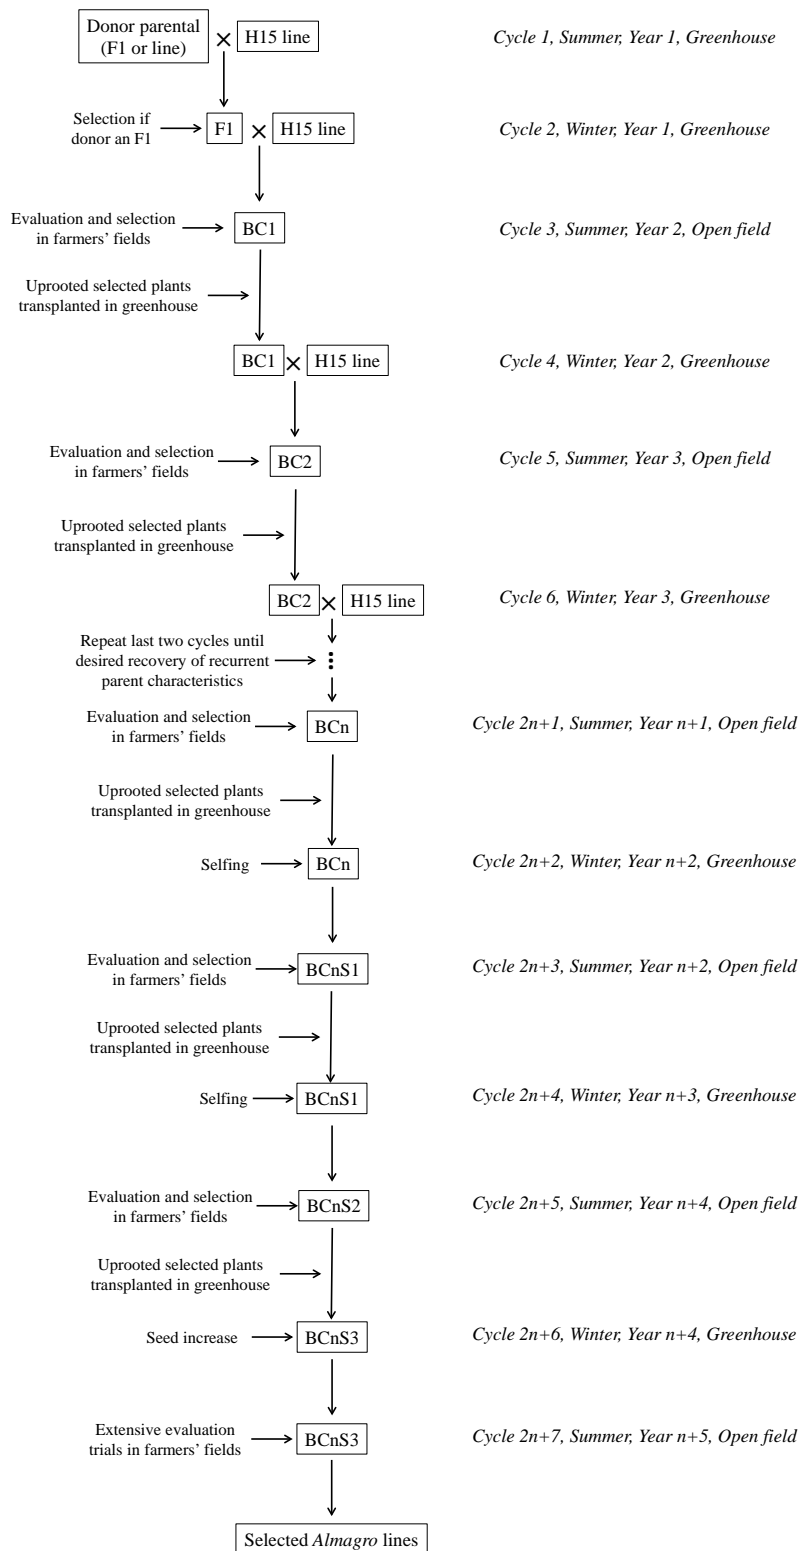 Donor parental
(F1 or line)
×
H15 line
Cycle 1, Summer, Year 1, Greenhouse
Selection if
donor an F1
F1
×
H15 line
Cycle 2, Winter, Year 1, Greenhouse
Evaluation and selection
in farmers’ fields
BC1
Cycle 3, Summer, Year 2, Open field
Uprooted selected plants
transplanted in greenhouse
BC1
×
H15 line
Cycle 4, Winter, Year 2, Greenhouse
Evaluation and selection
in farmers’ fields
BC2
Cycle 5, Summer, Year 3, Open field
Uprooted selected plants
transplanted in greenhouse
BC2
×
H15 line
Cycle 6, Winter, Year 3, Greenhouse
Repeat last two cycles until
desired recovery of recurrent
parent characteristics
Evaluation and selection
in farmers’ fields
BCn
Cycle 2n+1, Summer, Year n+1, Open field
Uprooted selected plants
transplanted in greenhouse
Selfing
BCn
Cycle 2n+2, Winter, Year n+2, Greenhouse
Evaluation and selection
in farmers’ fields
BCnS1
Cycle 2n+3, Summer, Year n+2, Open field
Uprooted selected plants
transplanted in greenhouse
Selfing
BCnS1
Cycle 2n+4, Winter, Year n+3, Greenhouse
Evaluation and selection
in farmers’ fields
BCnS2
Cycle 2n+5, Summer, Year n+4, Open field
Uprooted selected plants
transplanted in greenhouse
Seed increase
BCnS3
Cycle 2n+6, Winter, Year n+4, Greenhouse
Extensive evaluation
trials in farmers’ fields
BCnS3
Cycle 2n+7, Summer, Year n+5, Open field
Selected Almagro lines